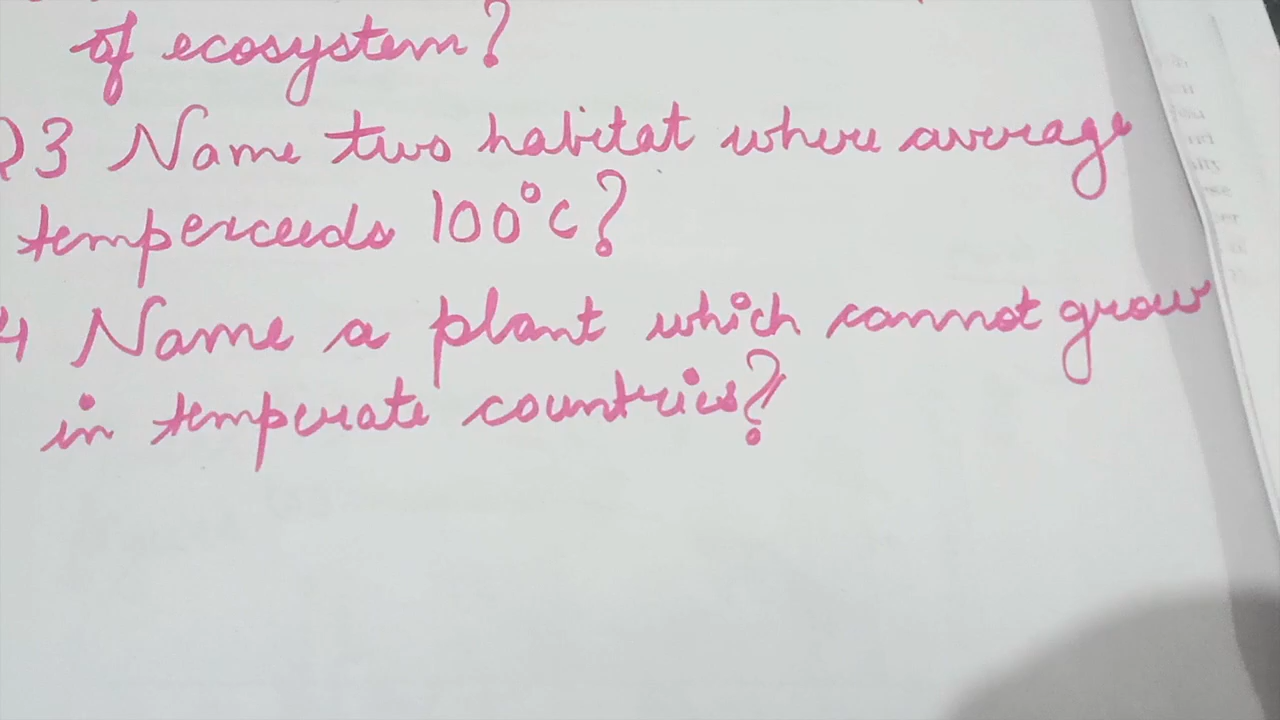 of ecosystem?
Q3 Name two habitat where average
temperceeds 100°C?
4 Name a plant which cannot grow
in temperate countries?